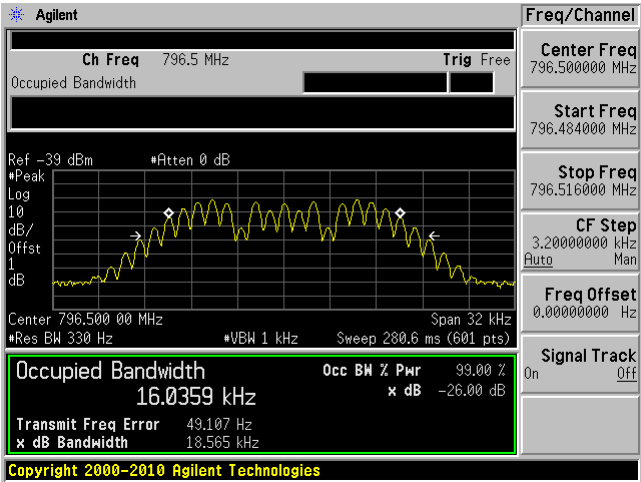 Agilent
Freq/Channel
Ch Freq 796.5 MHz Trig Free
Occupied Bandwidth
Center Freq
796.500000 MHz
Start Freq
796.484000 MHz
Stop Freq
796.516000 MHz
CF Step
3.20000000 kHz
Auto Man
Freq Offset
0.00000000 Hz
Signal Track
On Off
Ref -39 dBm #Atten 0 dB
#Peak
Log
10
dB/
Offst
1
dB
Center 796.500 00 MHz Span 32 kHz
#Res BW 330 Hz #VBW 1 kHz Sweep 280.6 ms (601 pts)
Occupied Bandwidth Occ BW % Pwr 99.00 %
16.0359 kHz x dB -26.00 dB
Transmit Freq Error 49.107 Hz
x dB Bandwidth 18.565 kHz
Copyright 2000-2010 Agilent Technologies